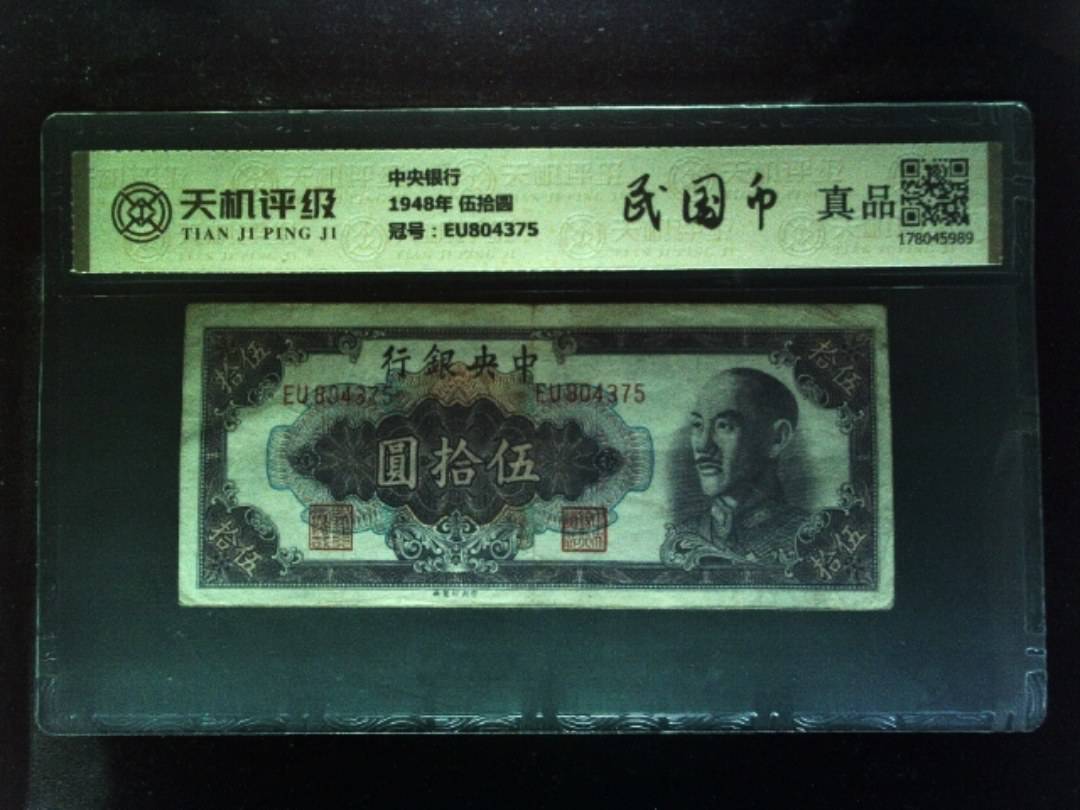 天机评级
TIAN JI PING JI
中央银行
1948年 伍拾圆
冠号：EU804375
民国币
真品
178045989
行銀央中
EU804375
EU804375
圓拾伍
拾伍
拾伍
拾伍
拾伍